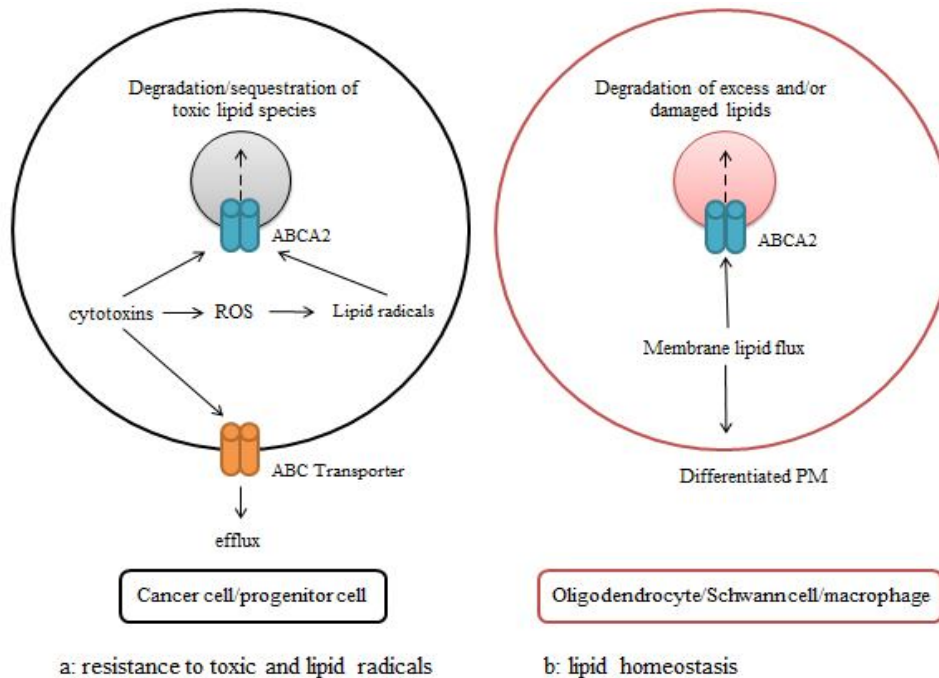 Degradation/sequestration of
toxic lipid species
ABCA2
cytotoxins
ROS
Lipid radicals
ABC Transporter
efflux
Cancer cell/progenitor cell
a: resistance to toxic and lipid radicals
Degradation of excess and/or
damaged lipids
ABCA2
Membrane lipid flux
Differentiated PM
Oligodendrocyte/Schwann cell/macrophage
b: lipid homeostasis